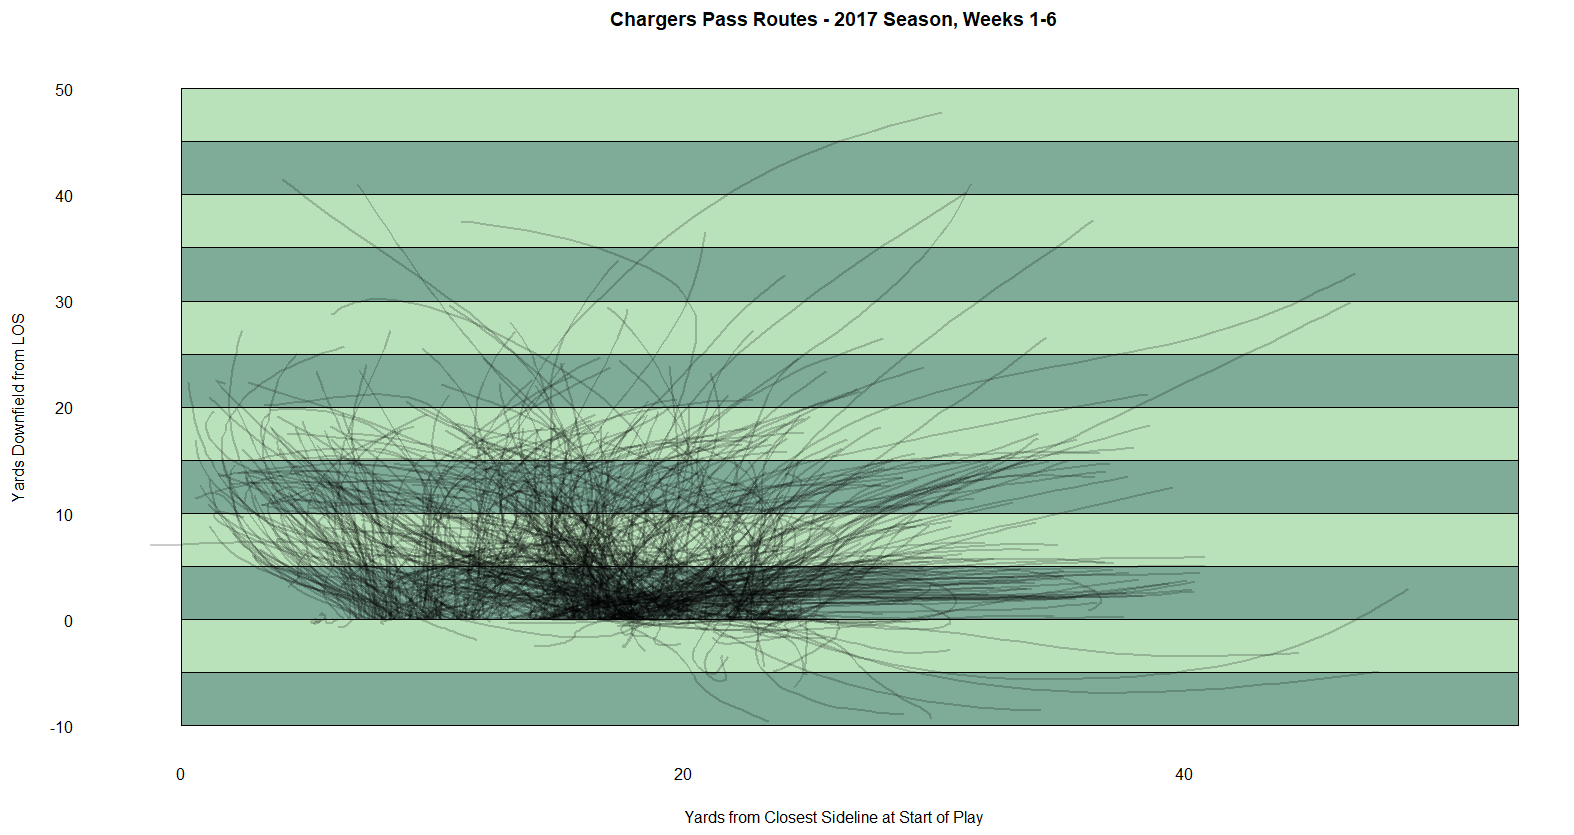 Chargers Pass Routes - 2017 Season, Weeks 1-6
50
40
30
20
10
0
-10
Yards Downfield from LOS
0 20 40
Yards from Closest Sideline at Start of Play